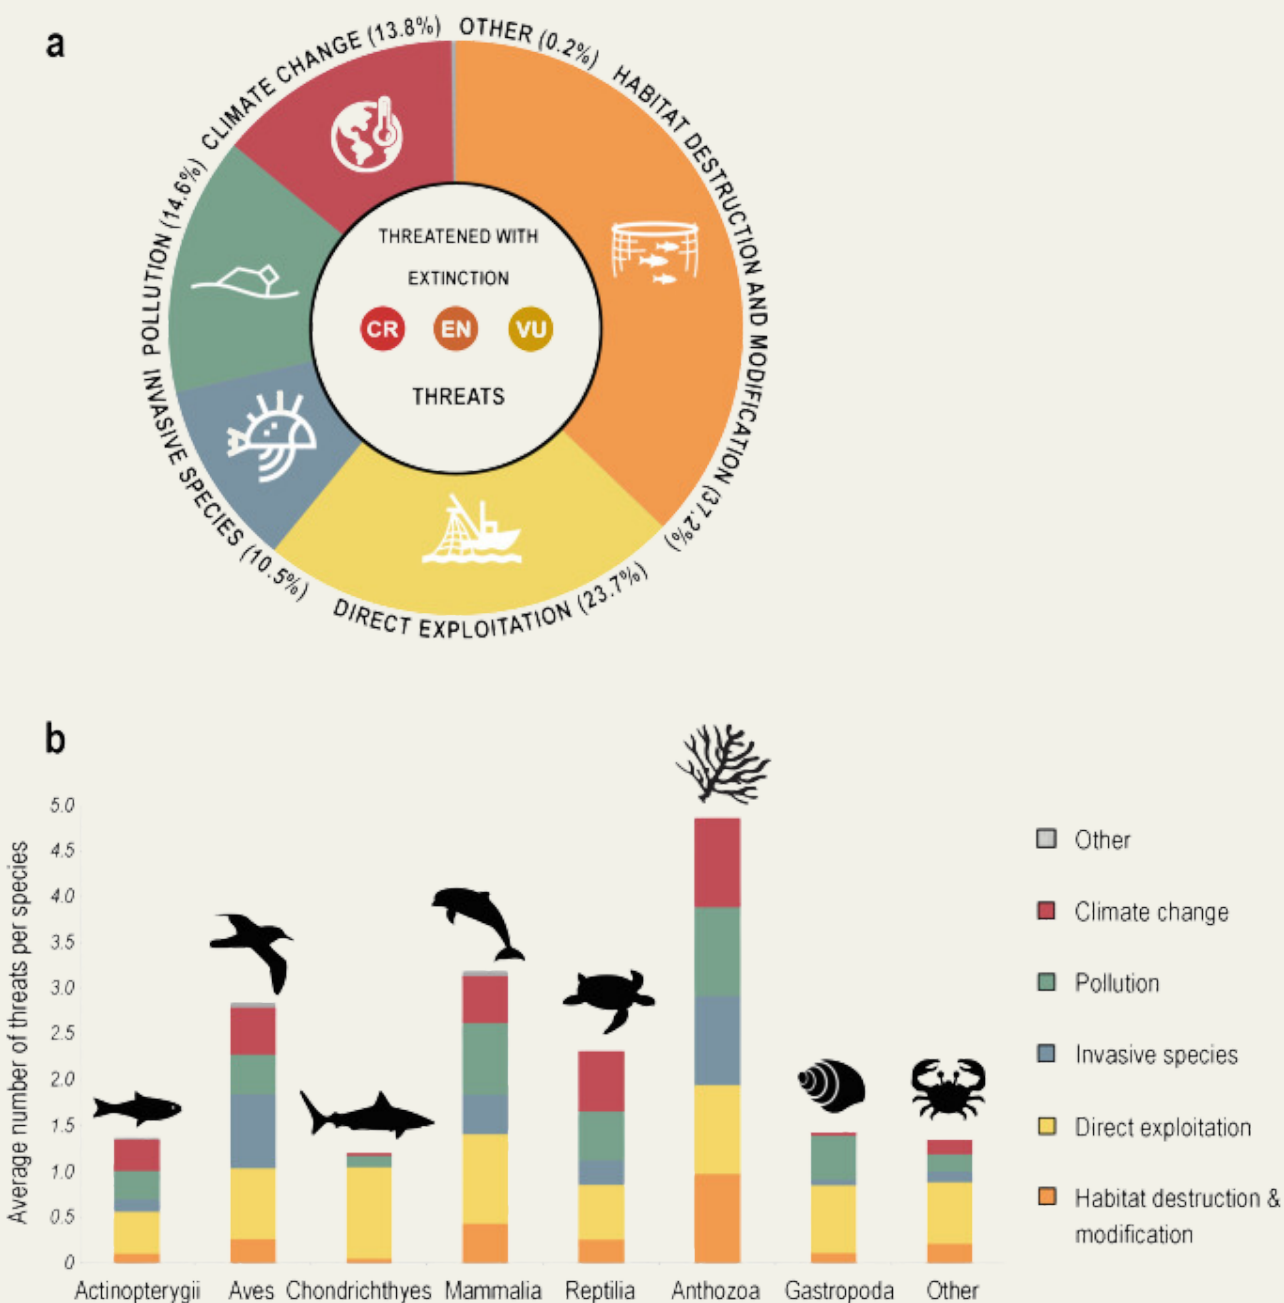 a
CLIMATE CHANGE (13.8%)
OTHER (0.2%)
HABITAT DESTRUCTION AND MODIFICATION (37.2%)
DIRECT EXPLOITATION (23.7%)
INVASIVE SPECIES (10.5%)
POLLUTION (14.6%)
THREATENED WITH
EXTINCTION
CR EN VU
THREATS
b
Average number of threats per species
5.0
4.5
4.0
3.5
3.0
2.5
2.0
1.5
1.0
0.5
0
Actinopterygii Aves Chondrichthyes Mammalia Reptilia Anthozoa Gastropoda Other
Other
Climate change
Pollution
Invasive species
Direct exploitation
Habitat destruction &
modification